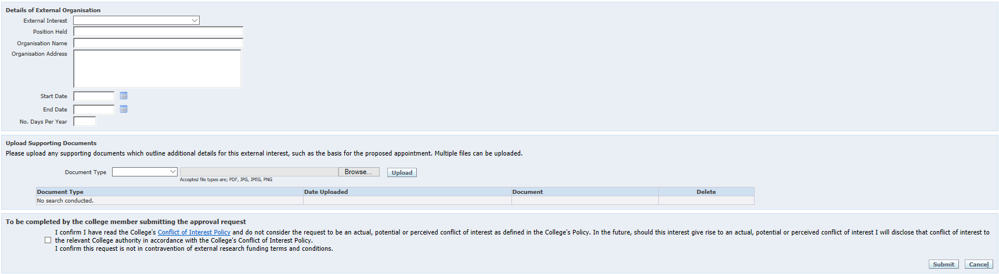 Details of External Organisation
External Interest
Position Held
Organisation Name
Organisation Address
Start Date
End Date
No. Days Per Year
Upload Supporting Documents
Please upload any supporting documents which outline additional details for this external interest, such as the basis for the proposed appointment. Multiple files can be uploaded.
Document Type Browse... Upload
Accepted file types are; PDF, JPG, JPEG, PNG
Document Type Date Uploaded Document Delete
No search conducted.
To be completed by the college member submitting the approval request
I confirm I have read the College's Conflict of Interest Policy and do not consider the request to be an actual, potential or perceived conflict of interest as defined in the College's Policy. In the future, should this interest give rise to an actual, potential or perceived conflict of interest I will disclose that conflict of interest to
the relevant College authority in accordance with the College's Conflict of Interest Policy.
I confirm this request is not in contravention of external research funding terms and conditions.
Submit Cancel